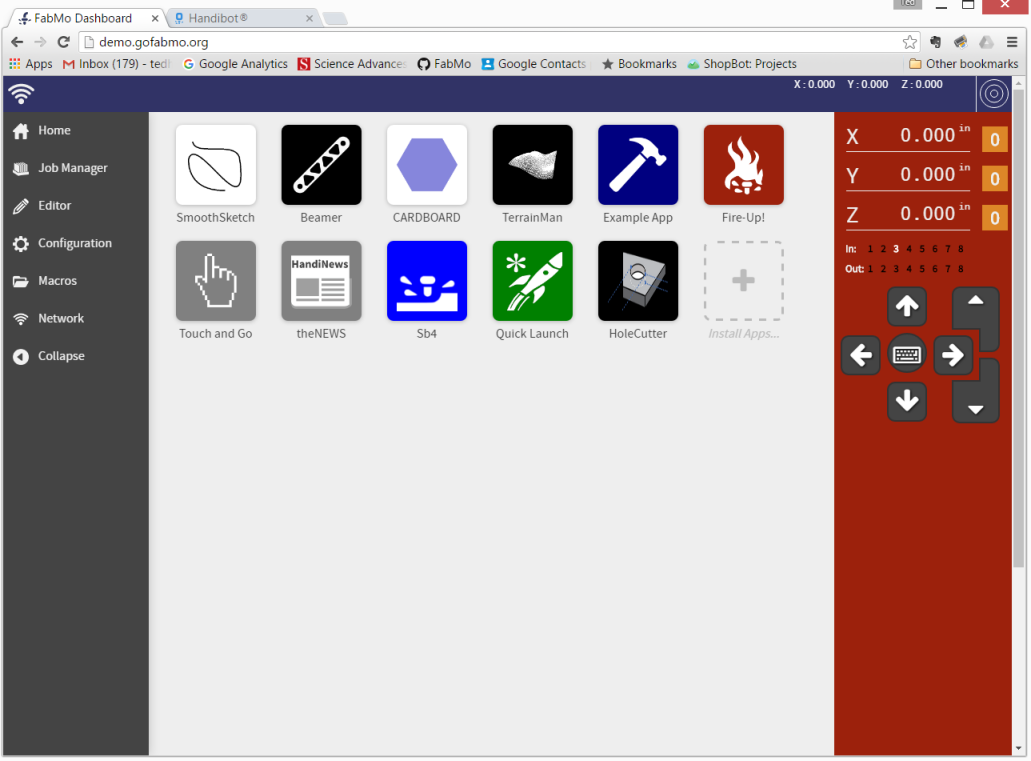 Ted
FabMo Dashboard
Handibot®
demo.gofabmo.org
Apps
Inbox (179) - ted
Google Analytics
Science Advance
FabMo
Google Contacts
Bookmarks
ShopBot: Projects
Other bookmarks
X : 0.000 Y : 0.000 Z : 0.000
Home
Job Manager
Editor
Configuration
Macros
Network
Collapse
SmoothSketch
Beamer
CARDBOARD
TerrainMan
Example App
Fire-Up!
HandiNews
Touch and Go
theNEWS
Sb4
Quick Launch
HoleCutter
Install Apps...
X 0.000 in 0
Y 0.000 in 0
Z 0.000 in 0
In: 1 2 3 4 5 6 7 8
Out: 1 2 3 4 5 6 7 8